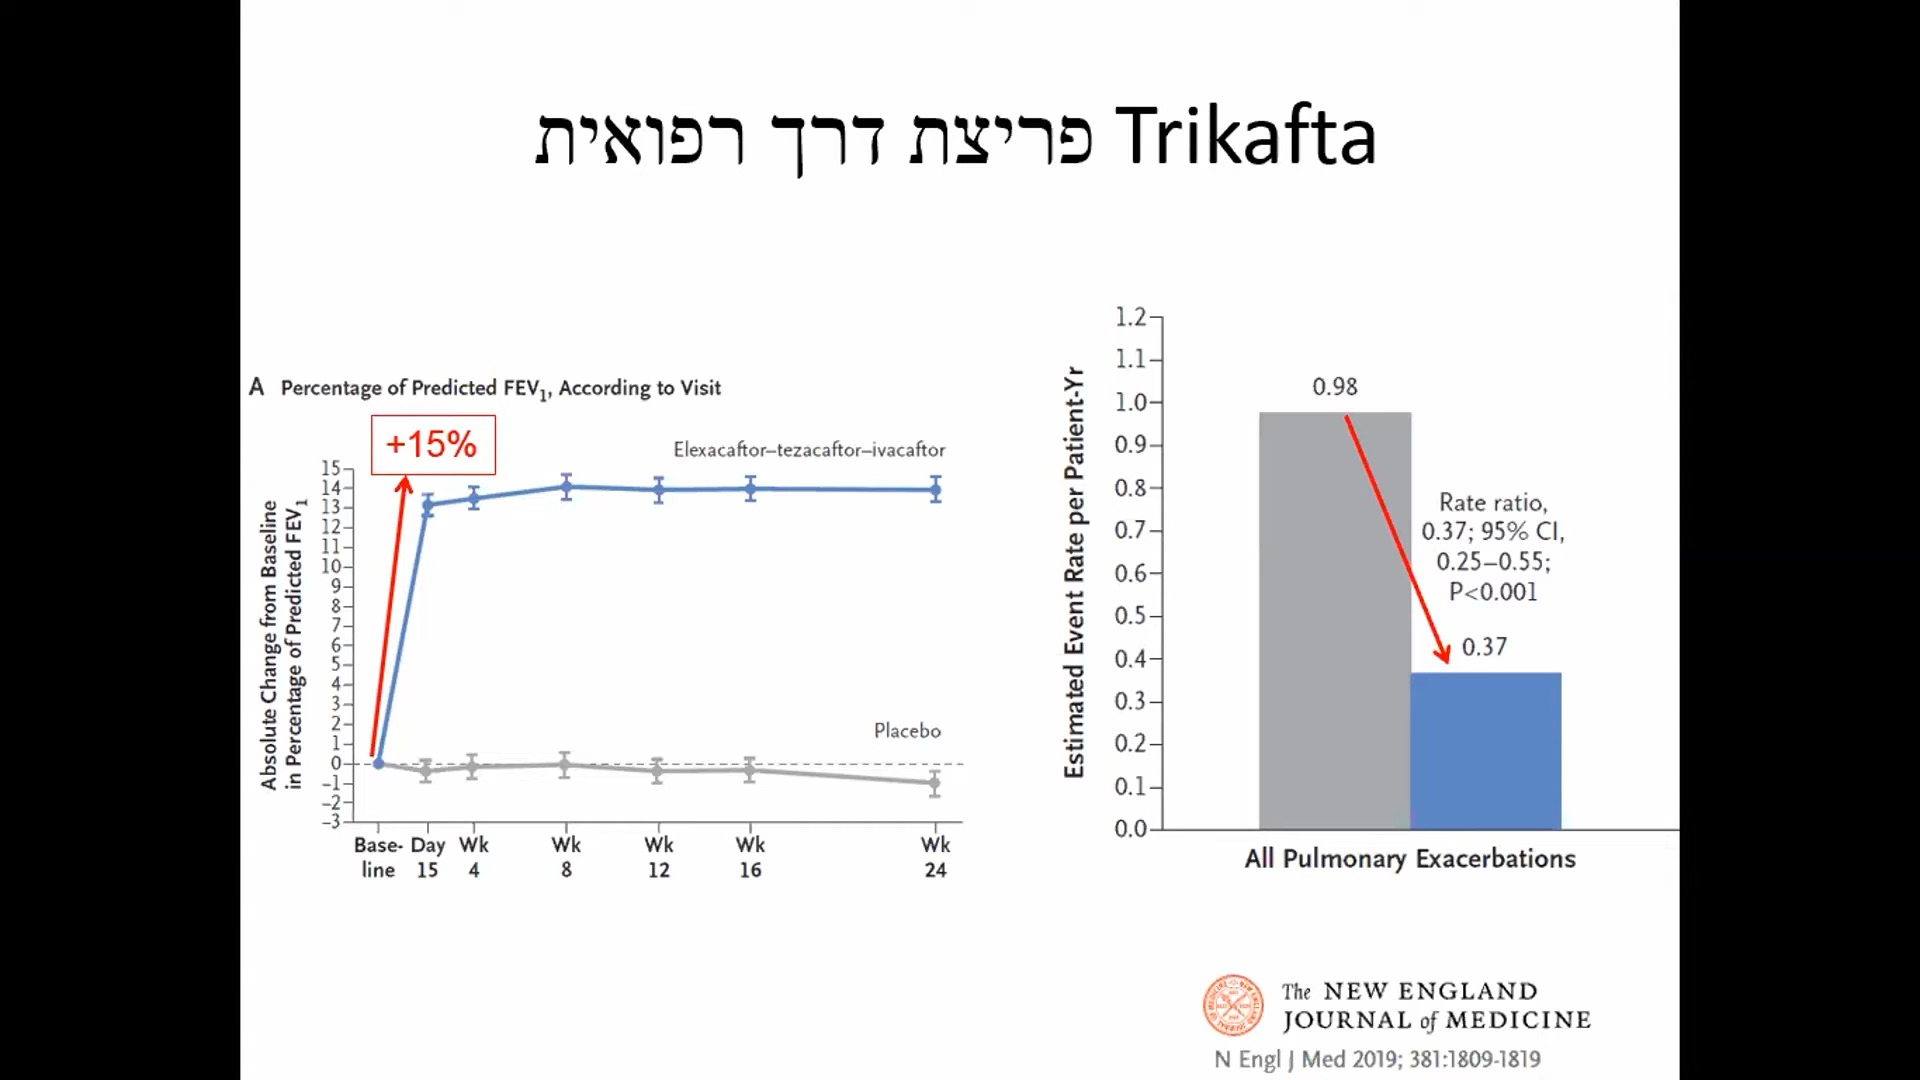 פריצת דרך רפואית Trikafta
A Percentage of Predicted FEV1, According to Visit
+15%
Elexacaftor–tezacaftor–ivacaftor
Absolute Change from Baseline
in Percentage of Predicted FEV1
15
14
13
12
11
10
9
8
7
6
5
4
3
2
1
0
–1
–2
–3
Placebo
Base- Day Wk Wk Wk Wk Wk
line 15 4 8 12 16 24
Estimated Event Rate per Patient-Yr
1.2
1.1
1.0
0.9
0.8
0.7
0.6
0.5
0.4
0.3
0.2
0.1
0.0
0.98
Rate ratio,
0.37; 95% CI,
0.25–0.55;
P<0.001
0.37
All Pulmonary Exacerbations
The NEW ENGLAND
JOURNAL of MEDICINE
N Engl J Med 2019; 381:1809-1819